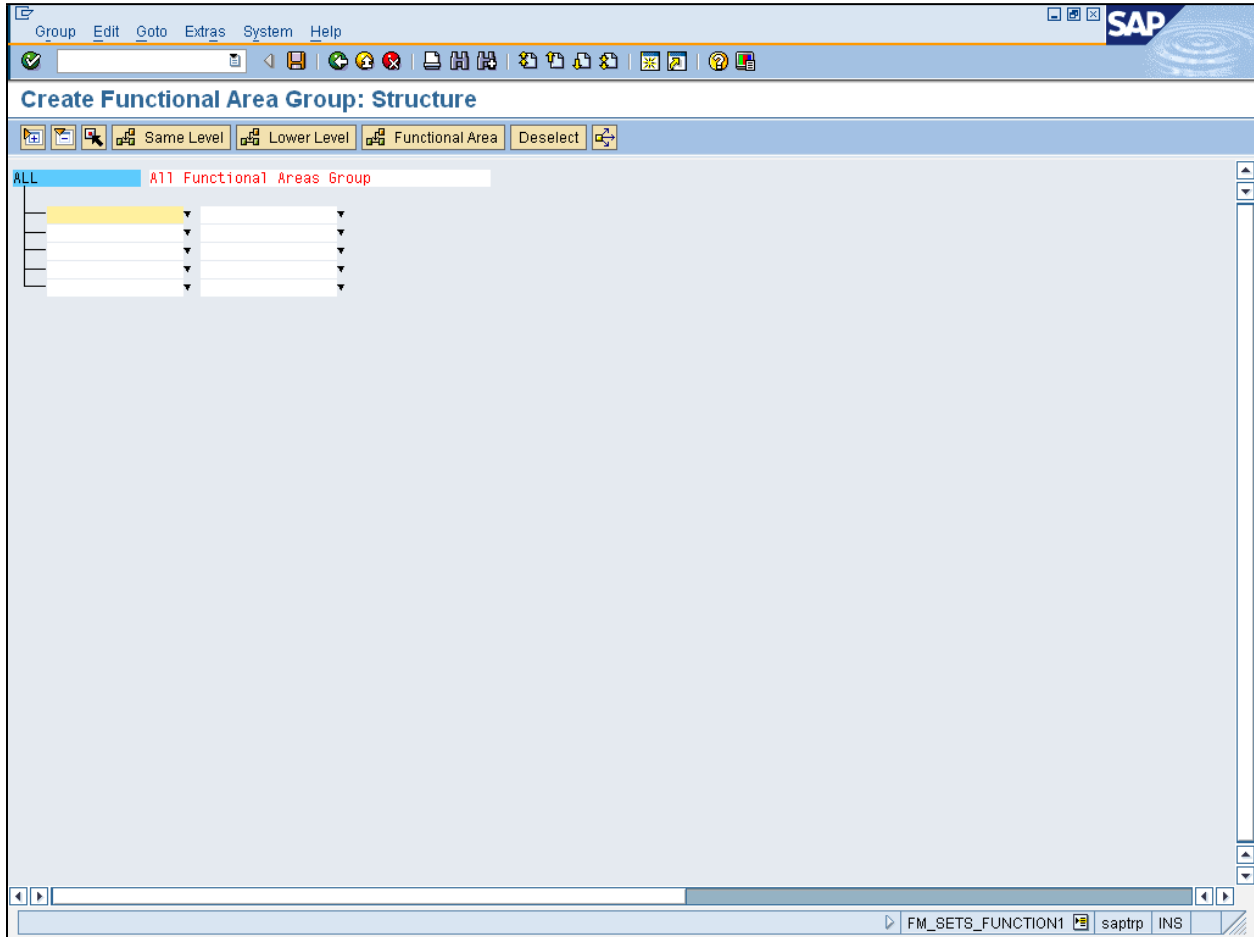 Group Edit Goto Extras System Help
SAP
Create Functional Area Group: Structure
Same Level Lower Level Functional Area Deselect
ALL All Functional Areas Group
FM_SETS_FUNCTION1 saptrp INS